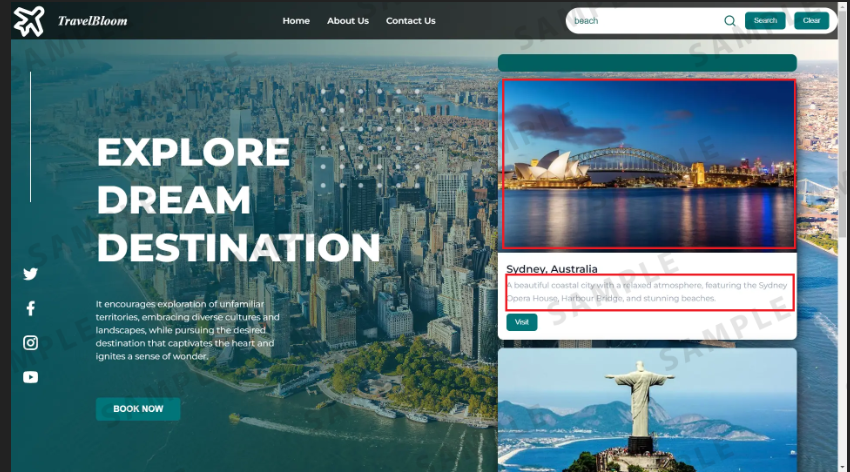 TravelBloom
Home About Us Contact Us
beach
Search Clear
EXPLORE
DREAM
DESTINATION
It encourages exploration of unfamiliar
territories, embracing diverse cultures and
landscapes, while pursuing the desired
destination that captivates the heart and
ignites a sense of wonder.
BOOK NOW
Sydney, Australia
A beautiful coastal city with a relaxed atmosphere, featuring the Sydney
Opera House, Harbour Bridge, and stunning beaches.
Visit
SAMPLE
SAMPLE
SAMPLE
SAMPLE
SAMPLE